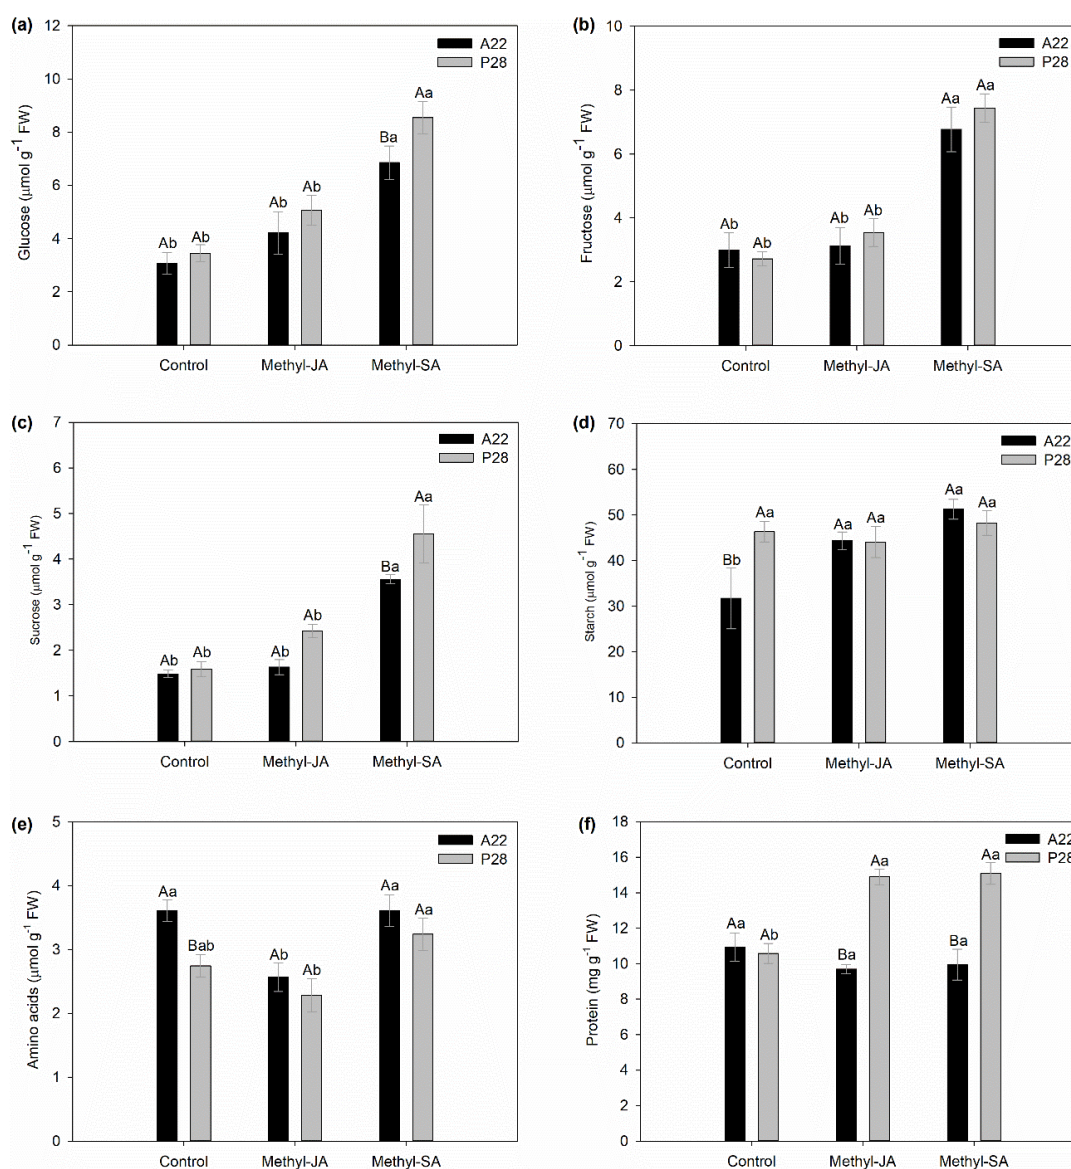 (a)
12
10
8
6
4
2
0
Glucose (μmol g-1 FW)
A22
P28
Ab Ab
Ab Ab
Ba Aa
Control Methyl-JA Methyl-SA
(b)
10
8
6
4
2
0
Fructose (μmol g-1 FW)
A22
P28
Ab Ab
Ab Ab
Aa Aa
Control Methyl-JA Methyl-SA
(c)
7
6
5
4
3
2
1
0
Sucrose (μmol g-1 FW)
A22
P28
Ab Ab
Ab Ab
Ba Aa
Control Methyl-JA Methyl-SA
(d)
70
60
50
40
30
20
10
0
Starch (μmol g-1 FW)
A22
P28
Bb Aa
Aa Aa
Aa Aa
Control Methyl-JA Methyl-SA
(e)
5
4
3
2
1
0
Amino acids (μmol g-1 FW)
A22
P28
Aa Bab
Ab Ab
Aa Aa
Control Methyl-JA Methyl-SA
(f)
18
16
14
12
10
8
6
4
2
0
Protein (mg g-1 FW)
A22
P28
Aa Ab
Ba Aa
Ba Aa
Control Methyl-JA Methyl-SA